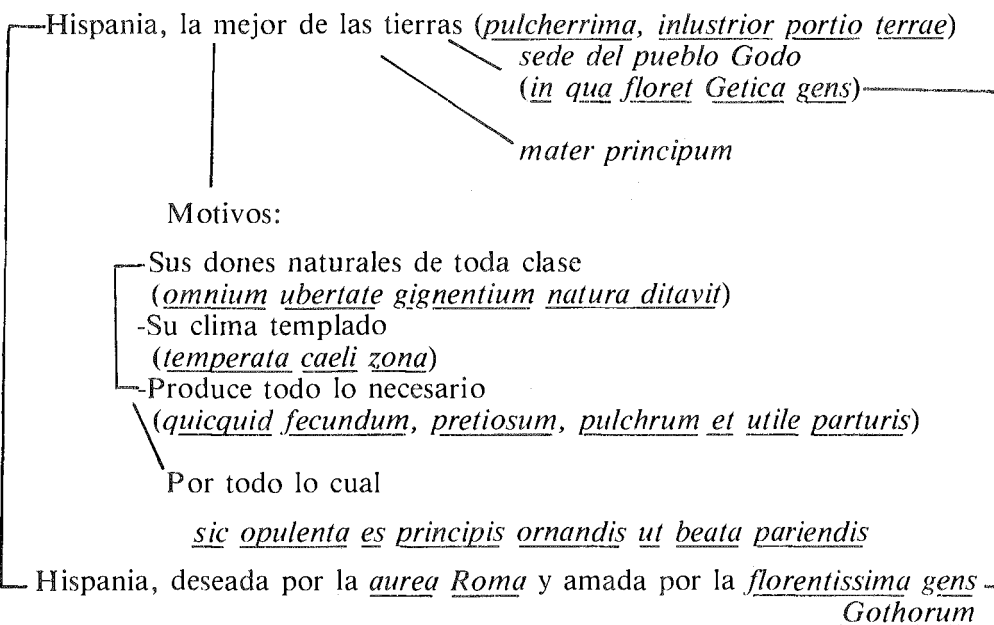 Hispania, la mejor de las tierras (pulcherrima, inlustrior portio terrae)
sede del pueblo Godo
(in qua floret Getica gens)
mater principum
Motivos:
-Sus dones naturales de toda clase
(omnium ubertate gignentium natura ditavit)
-Su clima templado
(temperata caeli zona)
-Produce todo lo necesario
(quicquid fecundum, pretiosum, pulchrum et utile parturis)
Por todo lo cual
sic opulenta es principis ornandis ut beata pariendis
Hispania, deseada por la aurea Roma y amada por la florentissima gens
Gothorum